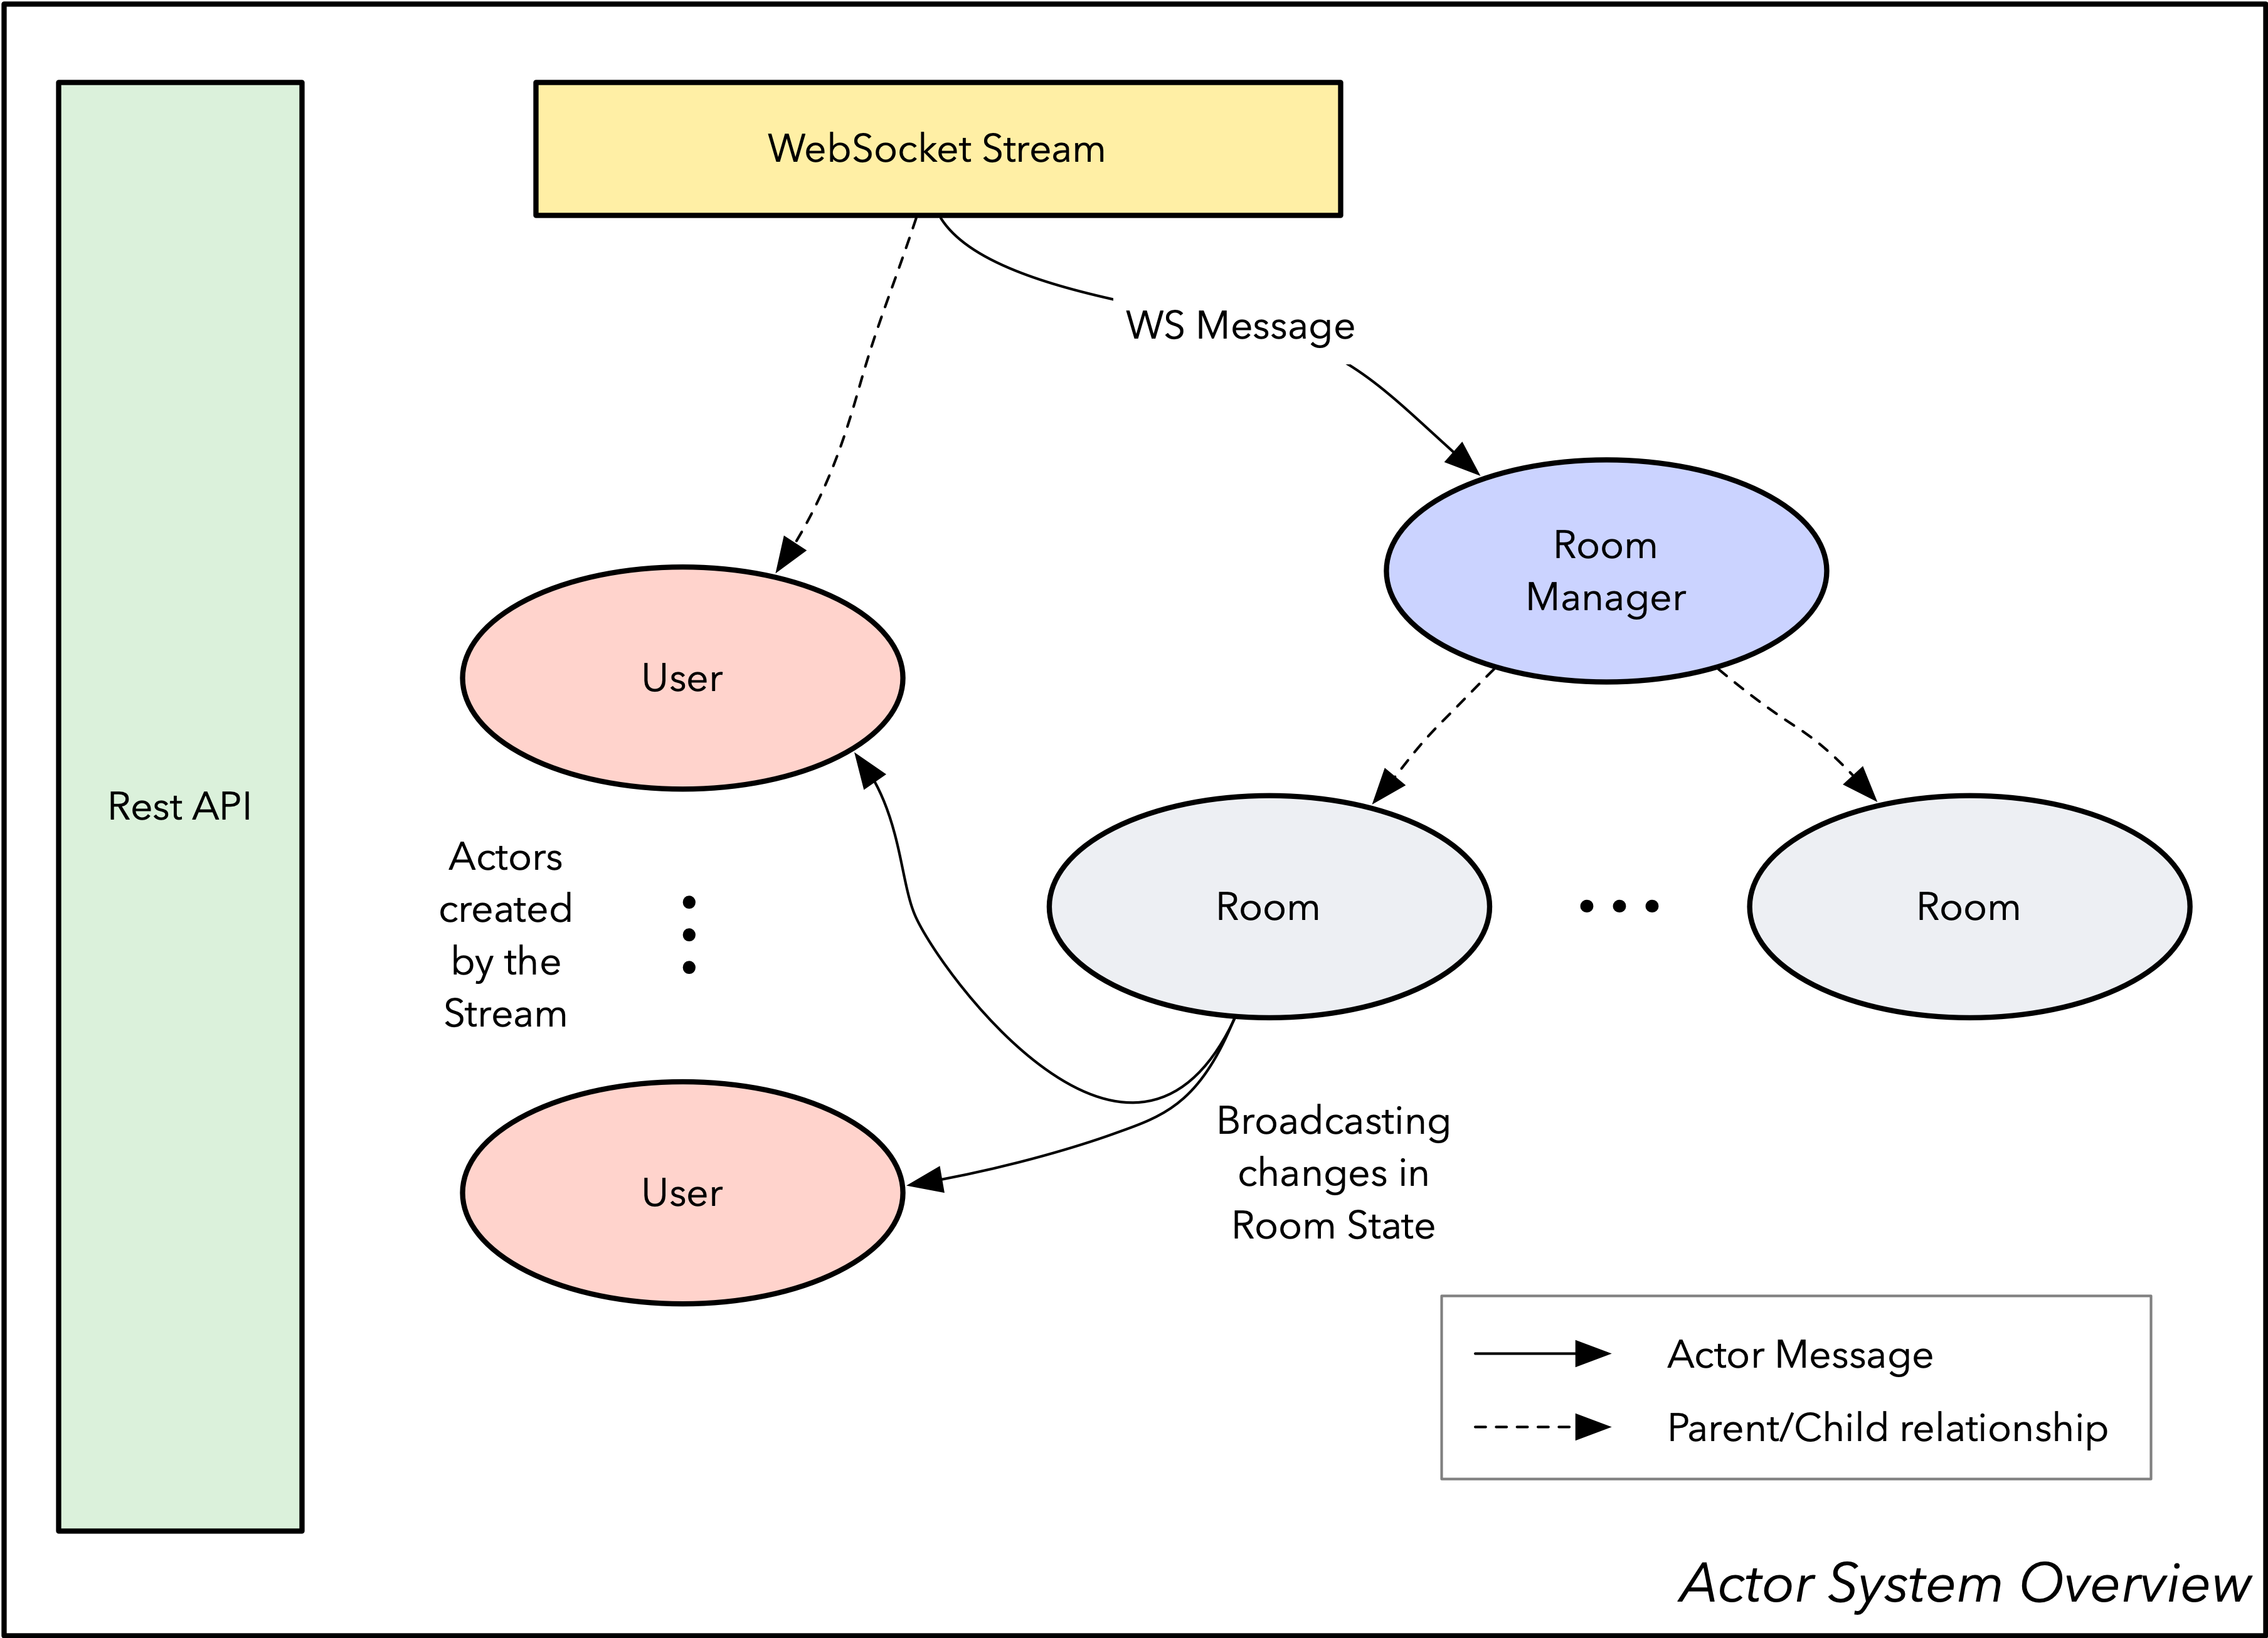 WebSocket Stream
WS Message
Room
Manager
User
Rest API
Actors
created
by the
Stream
Room
Room
User
Broadcasting
changes in
Room State
Actor Message
Parent/Child relationship
Actor System Overview